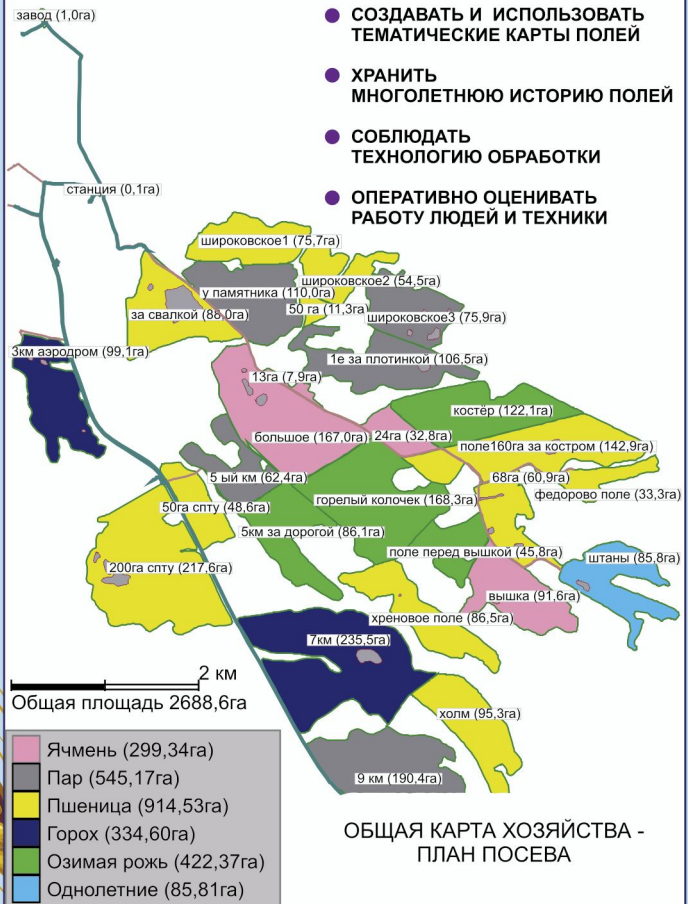 завод (1,0га)
● СОЗДАВАТЬ И ИСПОЛЬЗОВАТЬ
ТЕМАТИЧЕСКИЕ КАРТЫ ПОЛЕЙ
● ХРАНИТЬ
МНОГОЛЕТНЮЮ ИСТОРИЮ ПОЛЕЙ
● СОБЛЮДАТЬ
ТЕХНОЛОГИЮ ОБРАБОТКИ
● ОПЕРАТИВНО ОЦЕНИВАТЬ
РАБОТУ ЛЮДЕЙ И ТЕХНИКИ
станция (0,1га)
широковское1 (75,7га)
широковское2 (54,5га)
у памятника (110,0га)
50 га (11,3га)
за свалкой (88,0га)
широковское3 (75,9га)
3км аэродром (99,1га)
1е за плотинкой (106,5га)
13га (7,9га)
костёр (122,1га)
большое (167,0га)
24га (32,8га)
поле160га за костром (142,9га)
5 ый км (62,4га)
68га (60,9га)
горелый колочек (168,3га)
федорово поле (33,3га)
50га спту (48,6га)
5км за дорогой (86,1га)
поле перед вышкой (45,8га)
штаны (85,8га)
200га спту (217,6га)
вышка (91,6га)
хреновое поле (86,5га)
7км (235,5га)
2 км
Общая площадь 2688,6га
холм (95,3га)
9 км (190,4га)
Ячмень (299,34га)
Пар (545,17га)
Пшеница (914,53га)
Горох (334,60га)
Озимая рожь (422,37га)
Однолетние (85,81га)
ОБЩАЯ КАРТА ХОЗЯЙСТВА -
ПЛАН ПОСЕВА